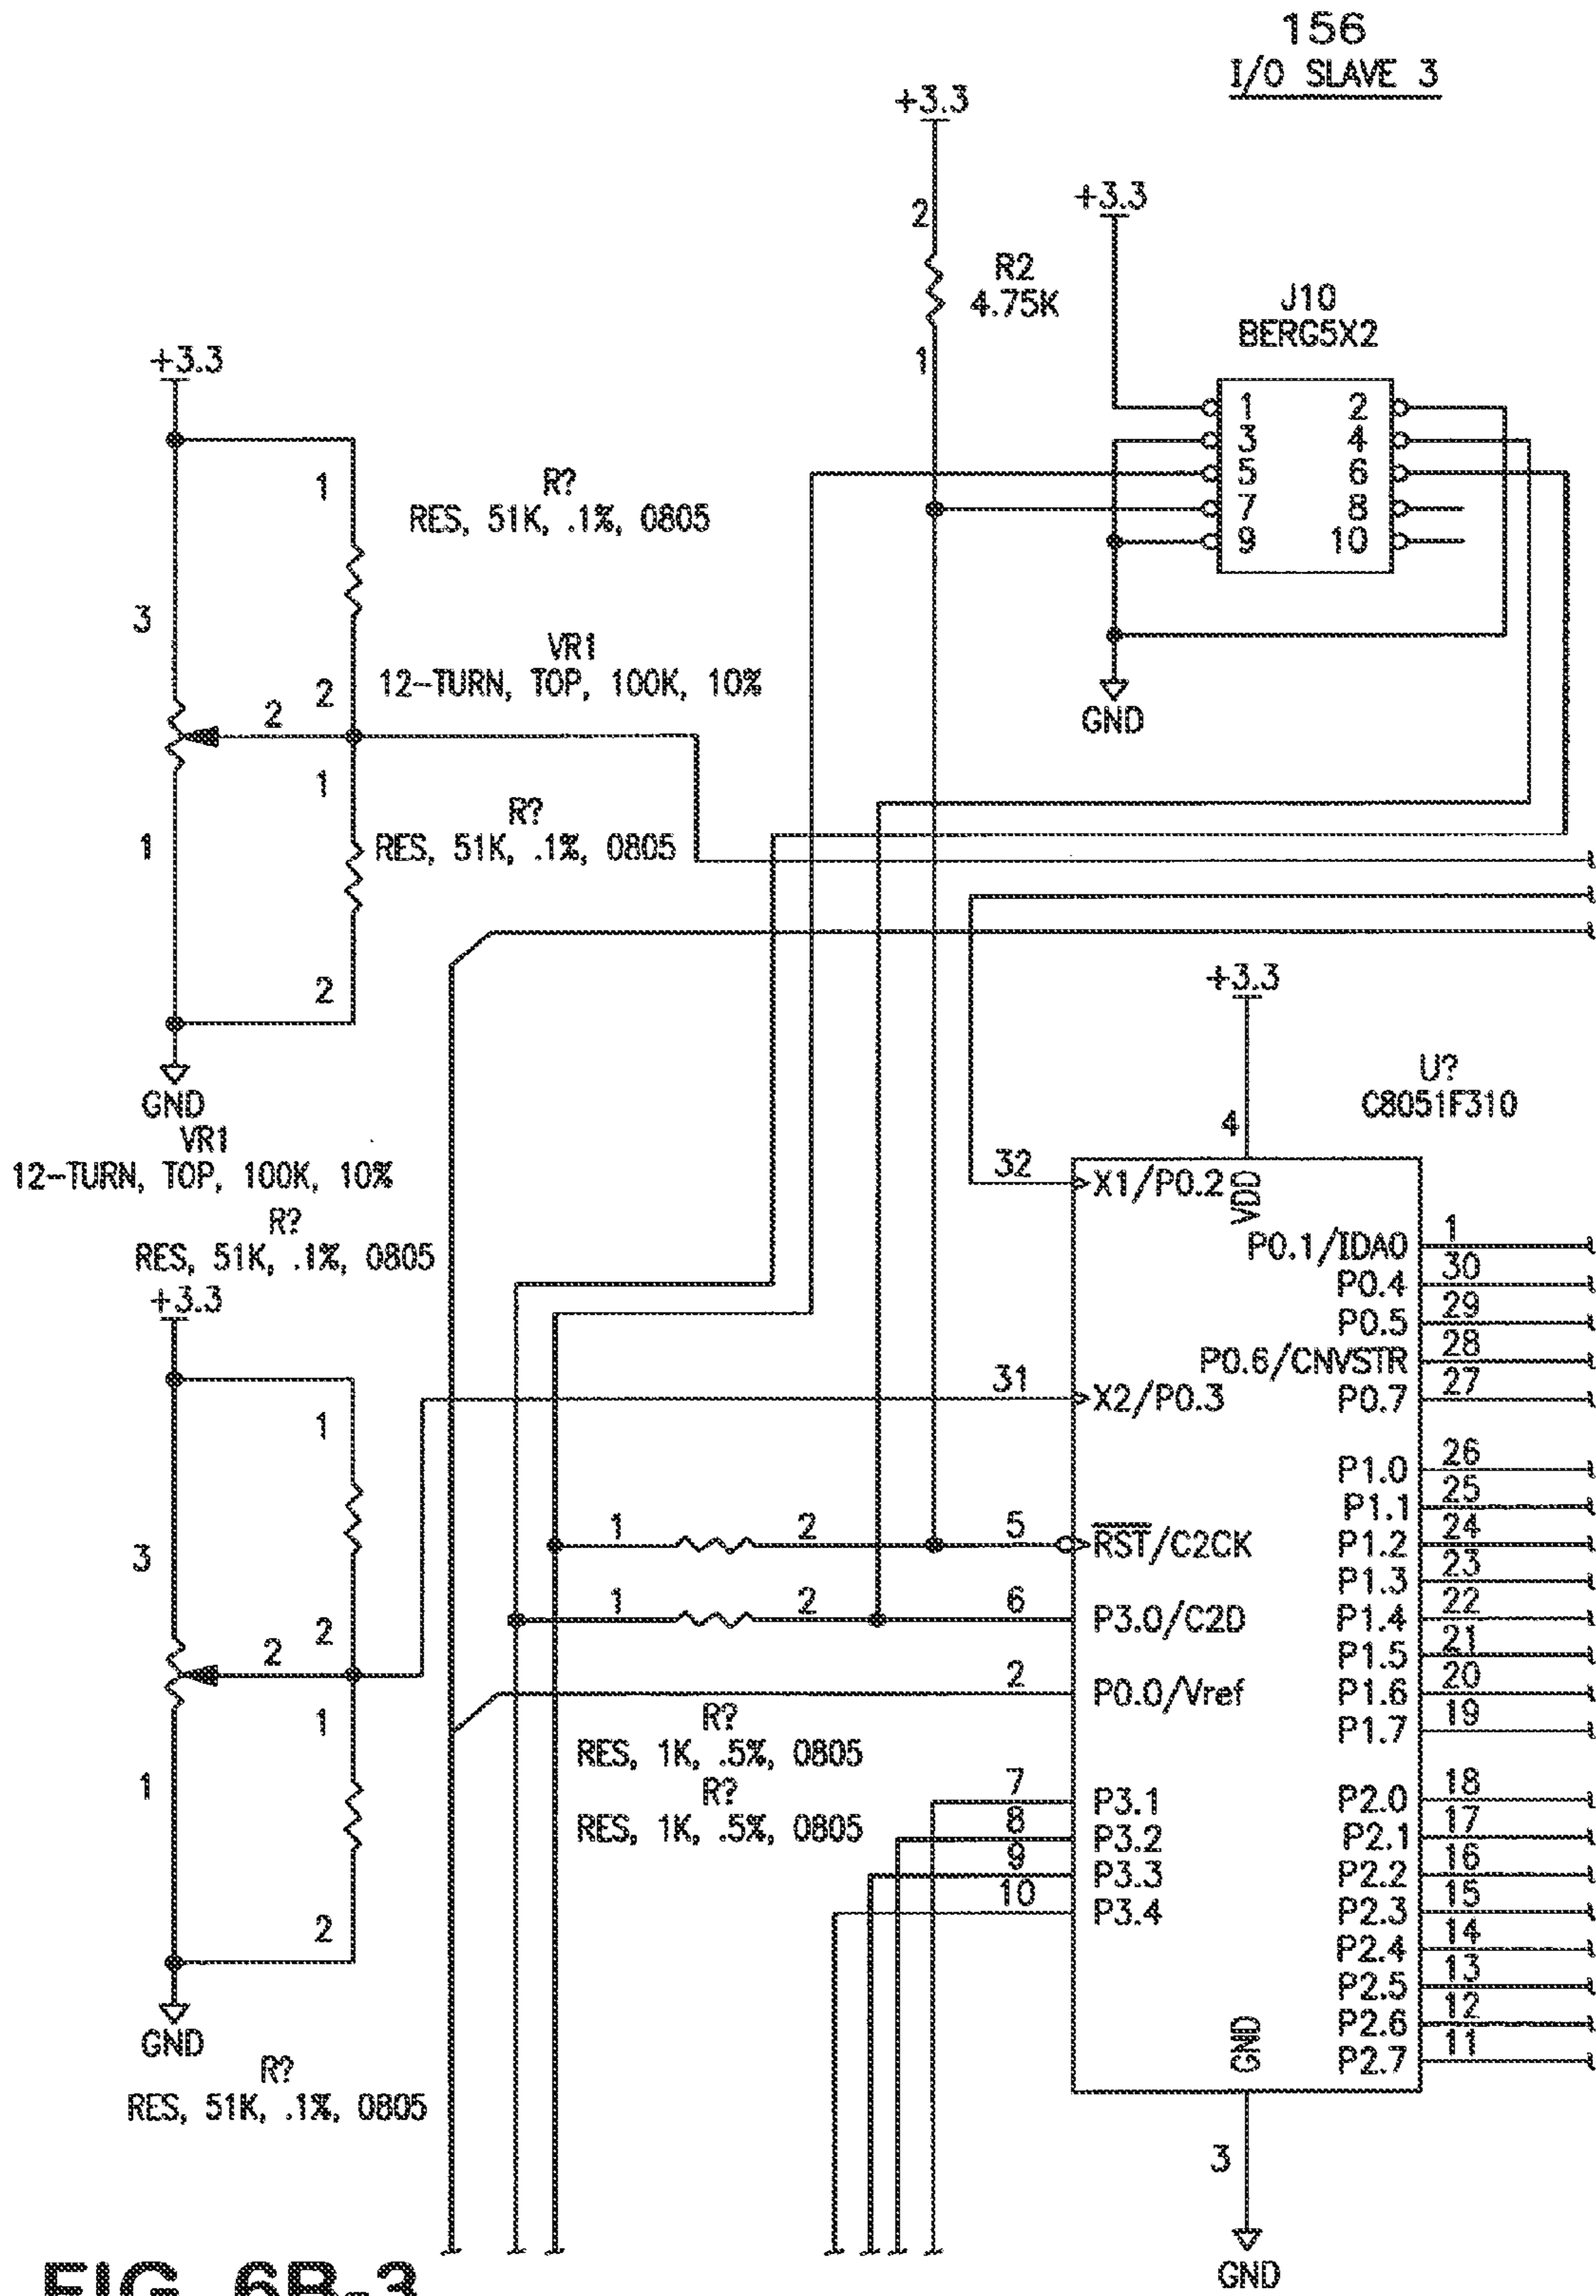 156
I/O SLAVE 3
+3.3
+3.3
2
R2
4.75K
1
J10
BERG5X2
1 2
3 4
5 6
7 8
9 10
GND
+3.3
1
R?
RES, 51K, .1%, 0805
3
VR1
12-TURN, TOP, 100K, 10%
2
2
1
R?
RES, 51K, .1%, 0805
1
2
GND
VR1
12-TURN, TOP, 100K, 10%
R?
RES, 51K, .1%, 0805
+3.3
1
3
2
2
1
1
2
GND
R?
RES, 51K, .1%, 0805
+3.3
U?
C8051F310
4
VDD
32 X1/P0.2
31 X2/P0.3
1 2 5 RST/C2CK
1 2 6 P3.0/C2D
2 P0.0/Vref
R?
RES, 1K, .5%, 0805
R?
RES, 1K, .5%, 0805
7 P3.1
8 P3.2
9 P3.3
10 P3.4
P0.1/IDA0 1
P0.4 30
P0.5 29
P0.6/CNVSTR 28
P0.7 27
P1.0 26
P1.1 25
P1.2 24
P1.3 23
P1.4 22
P1.5 21
P1.6 20
P1.7 19
P2.0 18
P2.1 17
P2.2 16
P2.3 15
P2.4 14
P2.5 13
P2.6 12
P2.7 11
GND
3
GND
FIG. 6B-3